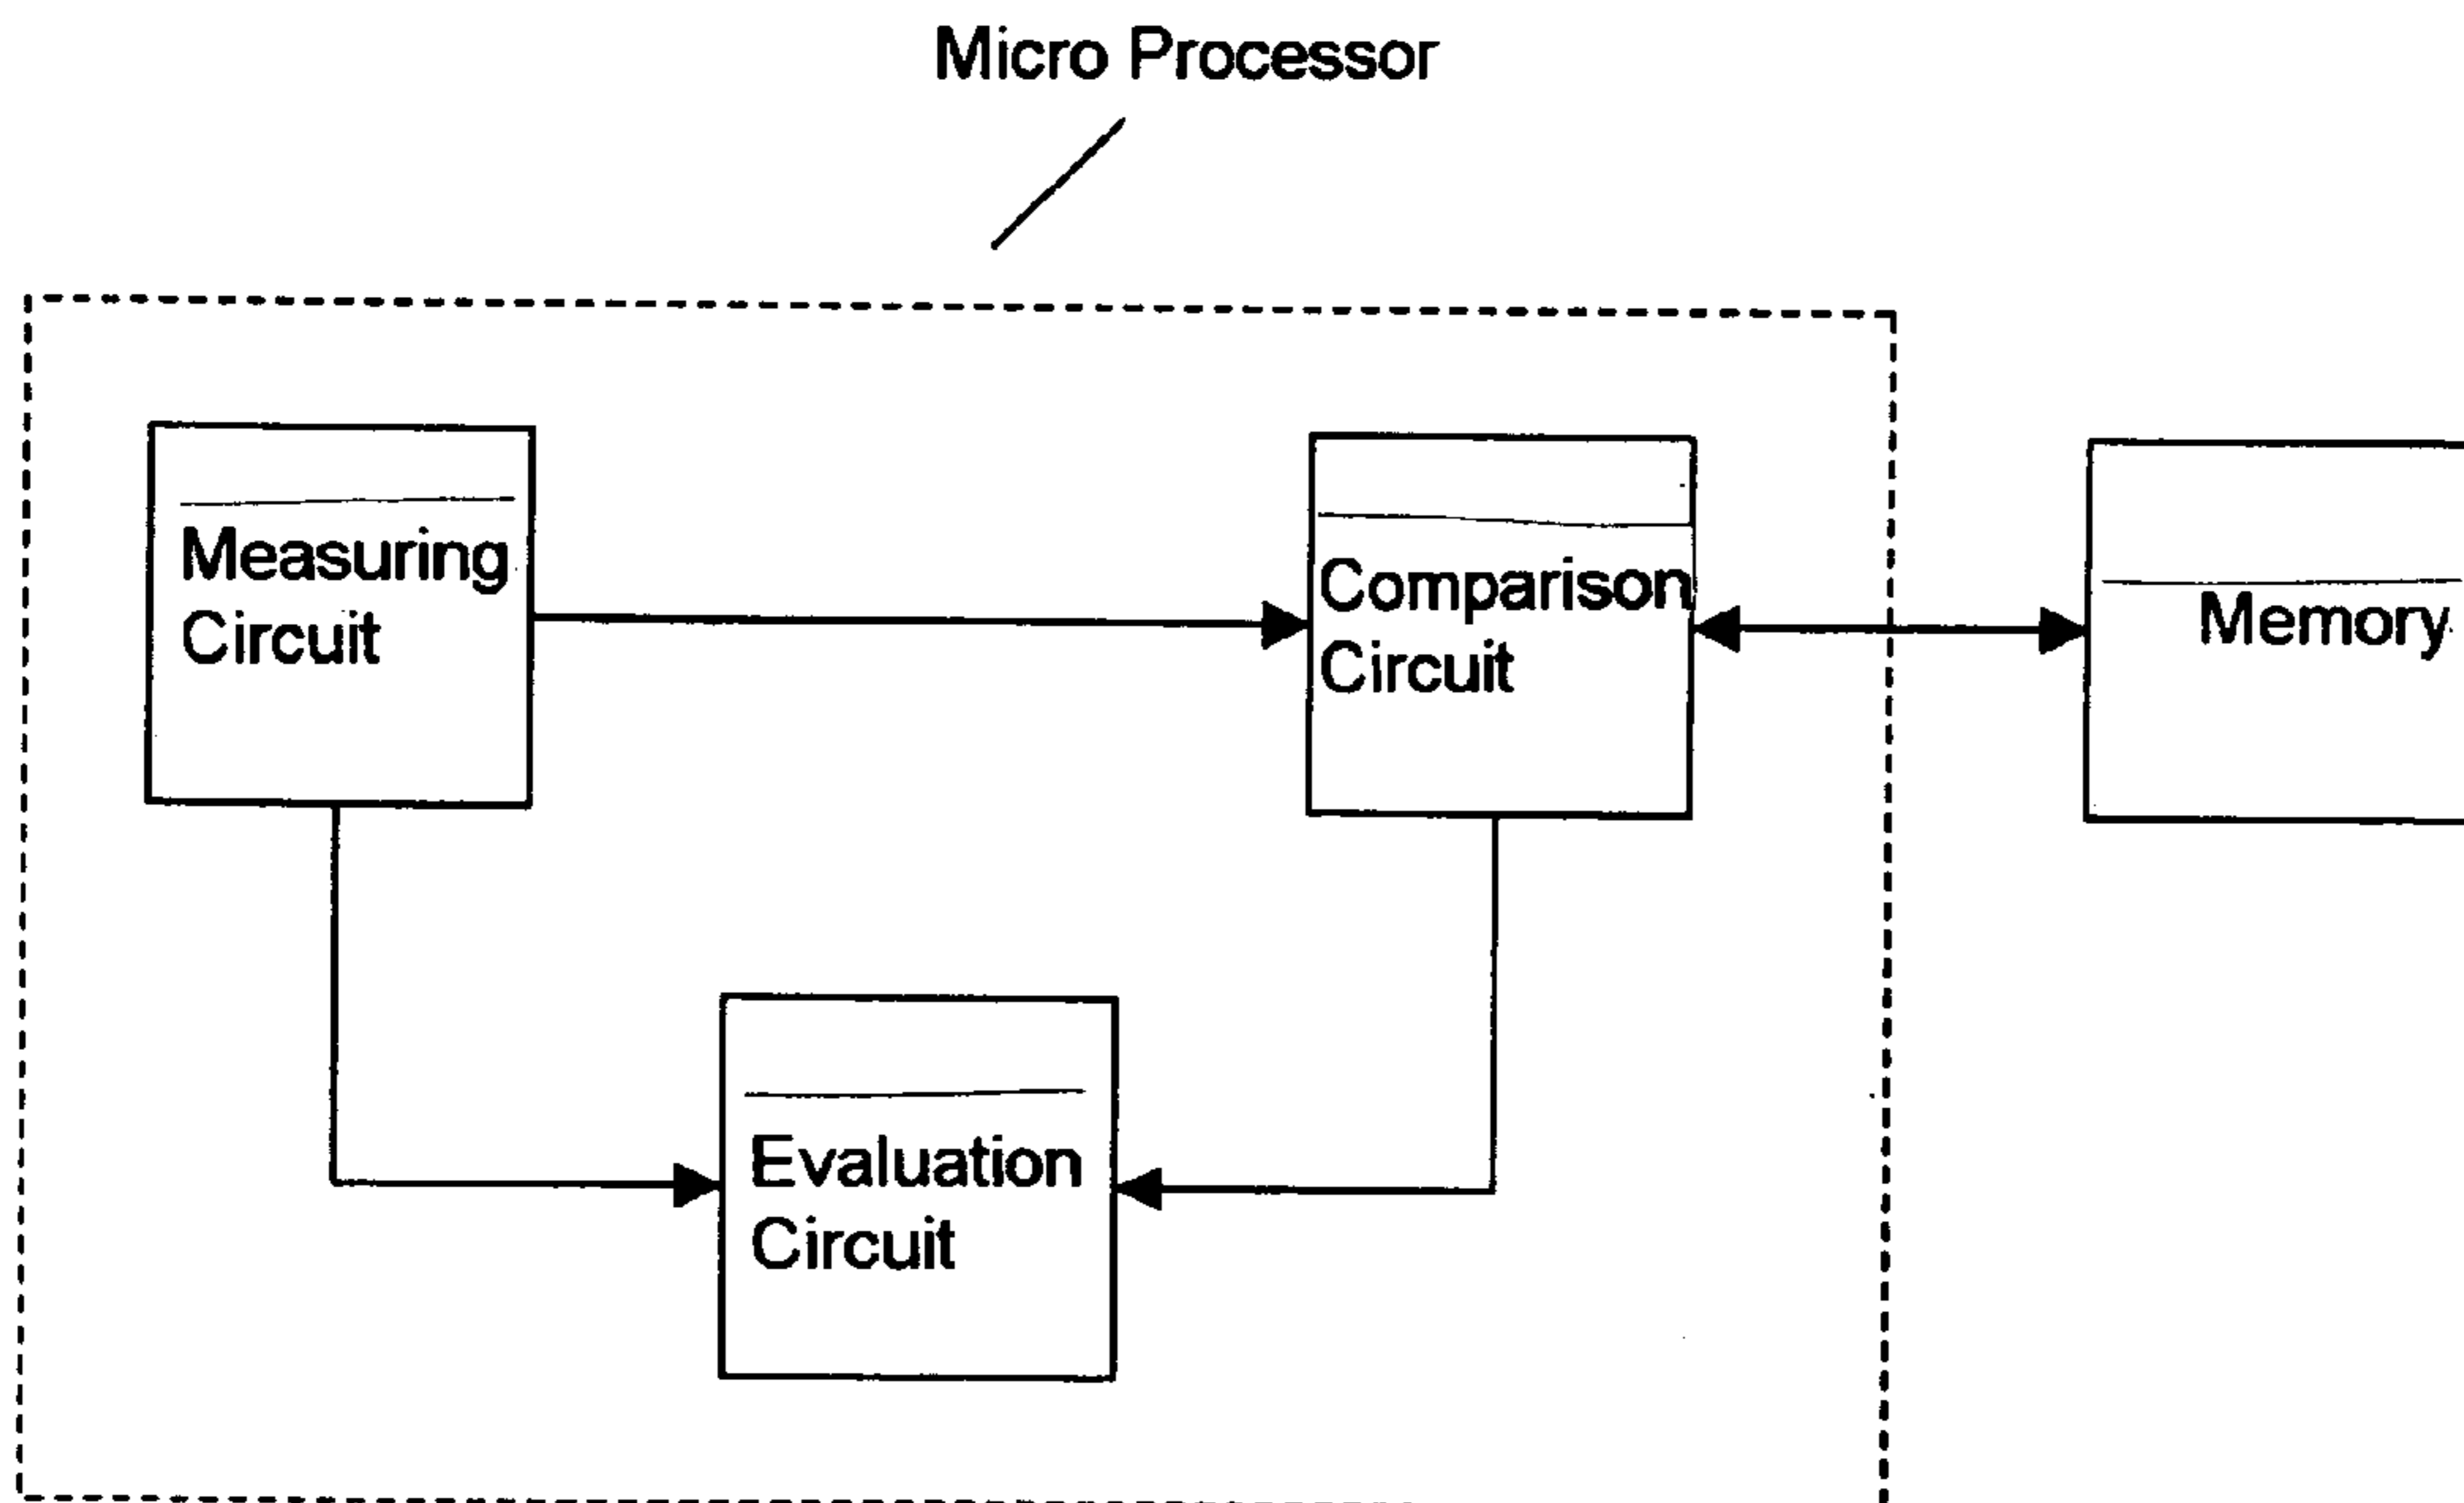 Micro Processor
Measuring
Circuit
Comparison
Circuit
Memory
Evaluation
Circuit